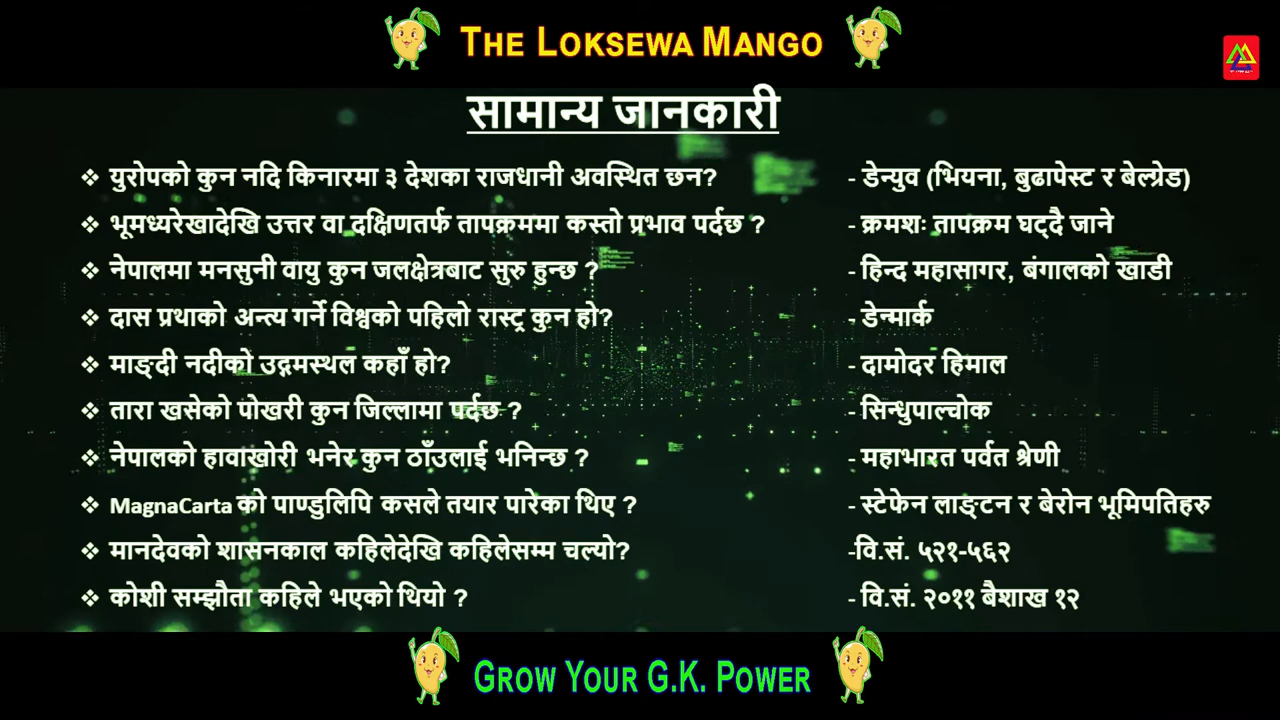 THE LOKSEWA MANGO
सामान्य जानकारी
❖ युरोपको कुन नदि किनारमा ३ देशका राजधानी अवस्थित छन? - डेन्युव (भियना, बुढापेस्ट र बेल्ग्रेड)
❖ भूमध्यरेखादेखि उत्तर वा दक्षिणतर्फ तापक्रममा कस्तो प्रभाव पर्दछ ? - क्रमशः तापक्रम घट्दै जाने
❖ नेपालमा मनसुनी वायु कुन जलक्षेत्रबाट सुरु हुन्छ ? - हिन्द महासागर, बंगालको खाडी
❖ दास प्रथाको अन्त्य गर्ने विश्वको पहिलो रास्ट्र कुन हो? - डेन्मार्क
❖ माङ्दी नदीको उद्गमस्थल कहाँ हो? - दामोदर हिमाल
❖ तारा खसेको पोखरी कुन जिल्लामा पर्दछ ? - सिन्धुपाल्चोक
❖ नेपालको हावाखोरी भनेर कुन ठाँउलाई भनिन्छ ? - महाभारत पर्वत श्रेणी
❖ MagnaCarta को पाण्डुलिपि कसले तयार पारेका थिए ? - स्टेफेन लाङ्टन र बेरोन भूमिपतिहरु
❖ मानदेवको शासनकाल कहिलेदेखि कहिलेसम्म चल्यो? -वि.सं. ५२१-५६२
❖ कोशी सम्झौता कहिले भएको थियो ? - वि.सं. २०११ बैशाख १२
GROW YOUR G.K. POWER